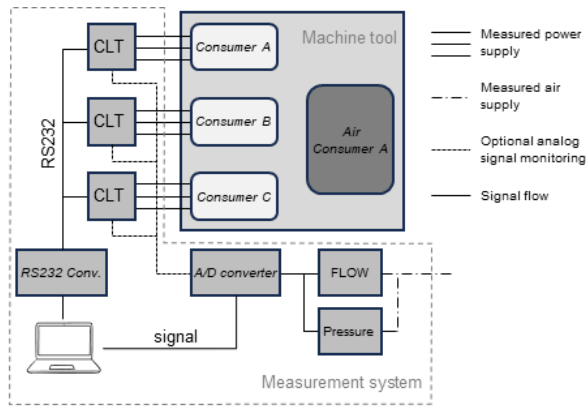 CLT
Consumer A
Machine tool
CLT
Consumer B
Air
Consumer A
CLT
Consumer C
RS232
RS232 Conv.
A/D converter
FLOW
Pressure
signal
Measurement system
Measured power
supply
Measured air
supply
Optional analog
signal monitoring
Signal flow